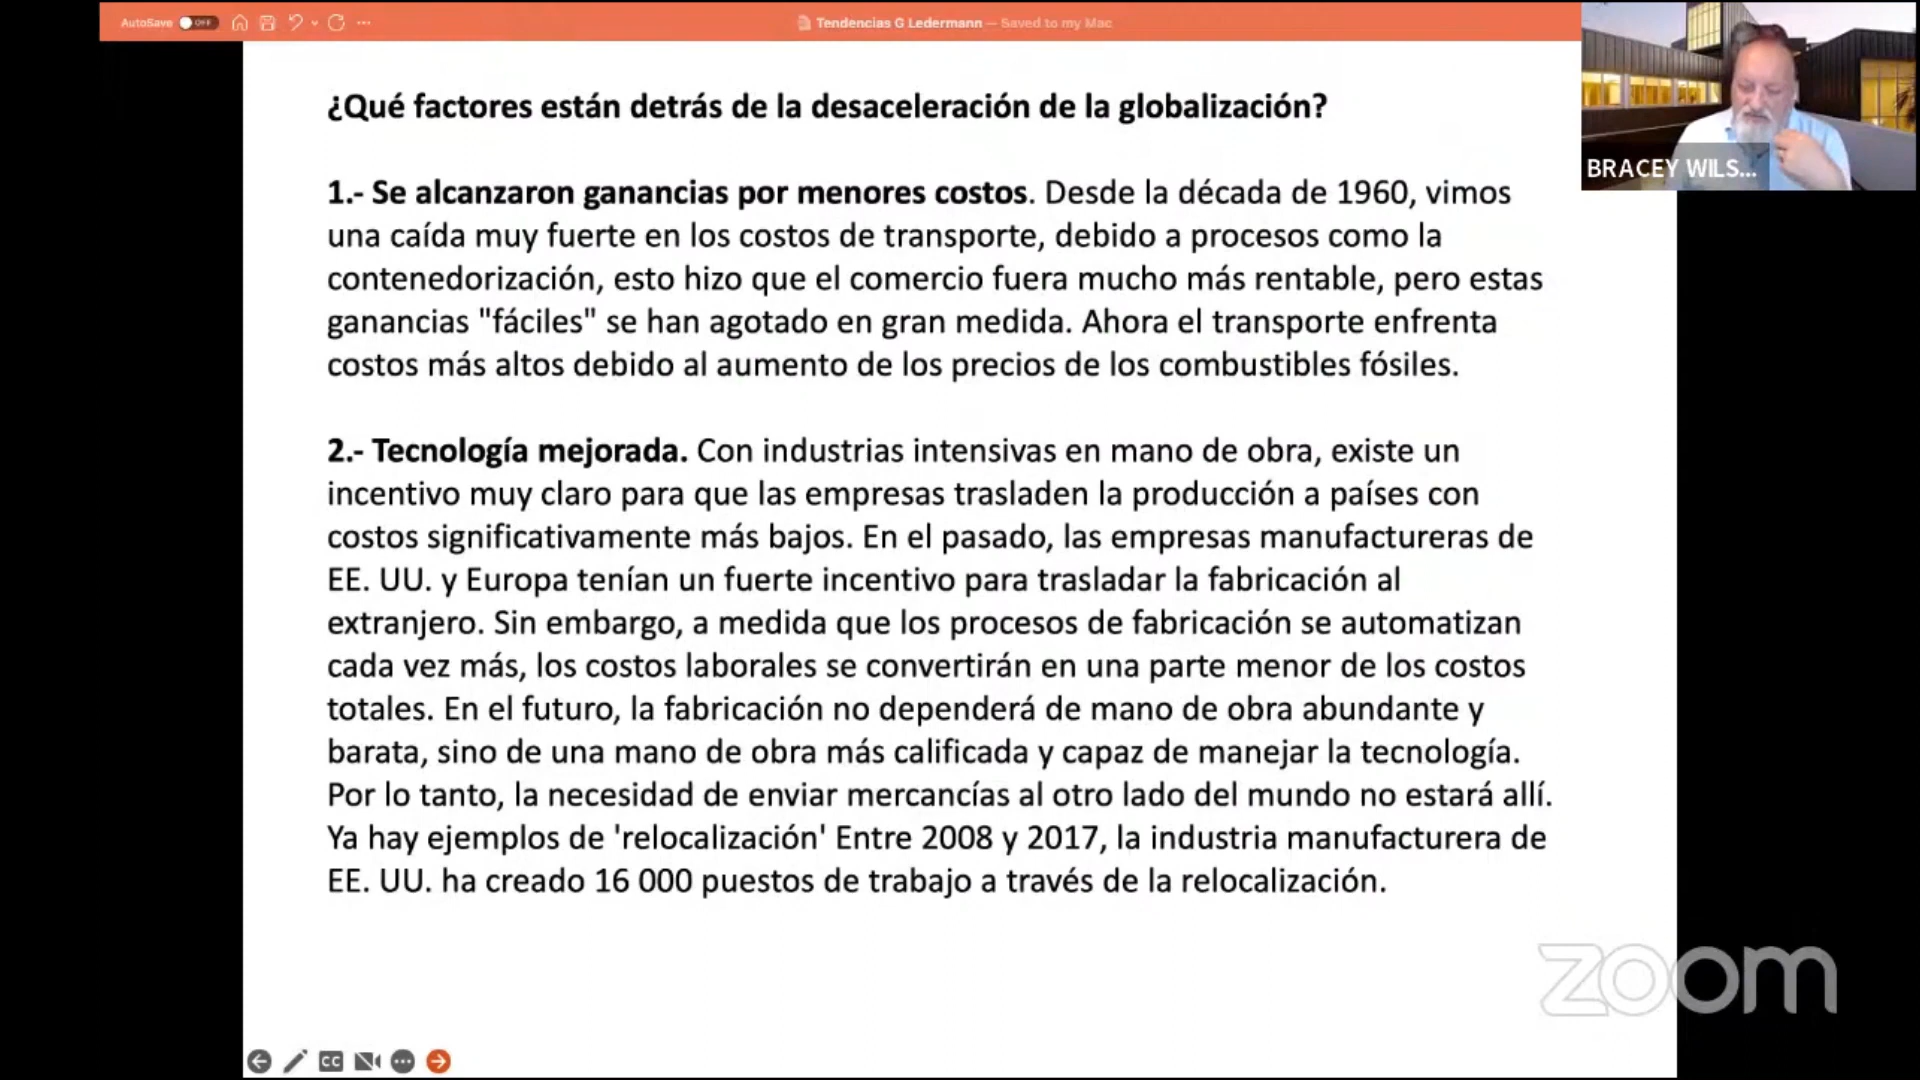 AutoSave OFF
Tendencias G Ledermann — Saved to my Mac
BRACEY WILS...
¿Qué factores están detrás de la desaceleración de la globalización?
1.- Se alcanzaron ganancias por menores costos. Desde la década de 1960, vimos
una caída muy fuerte en los costos de transporte, debido a procesos como la
contenedorización, esto hizo que el comercio fuera mucho más rentable, pero estas
ganancias "fáciles" se han agotado en gran medida. Ahora el transporte enfrenta
costos más altos debido al aumento de los precios de los combustibles fósiles.
2.- Tecnología mejorada. Con industrias intensivas en mano de obra, existe un
incentivo muy claro para que las empresas trasladen la producción a países con
costos significativamente más bajos. En el pasado, las empresas manufactureras de
EE. UU. y Europa tenían un fuerte incentivo para trasladar la fabricación al
extranjero. Sin embargo, a medida que los procesos de fabricación se automatizan
cada vez más, los costos laborales se convertirán en una parte menor de los costos
totales. En el futuro, la fabricación no dependerá de mano de obra abundante y
barata, sino de una mano de obra más calificada y capaz de manejar la tecnología.
Por lo tanto, la necesidad de enviar mercancías al otro lado del mundo no estará allí.
Ya hay ejemplos de 'relocalización' Entre 2008 y 2017, la industria manufacturera de
EE. UU. ha creado 16 000 puestos de trabajo a través de la relocalización.
zoom
CC